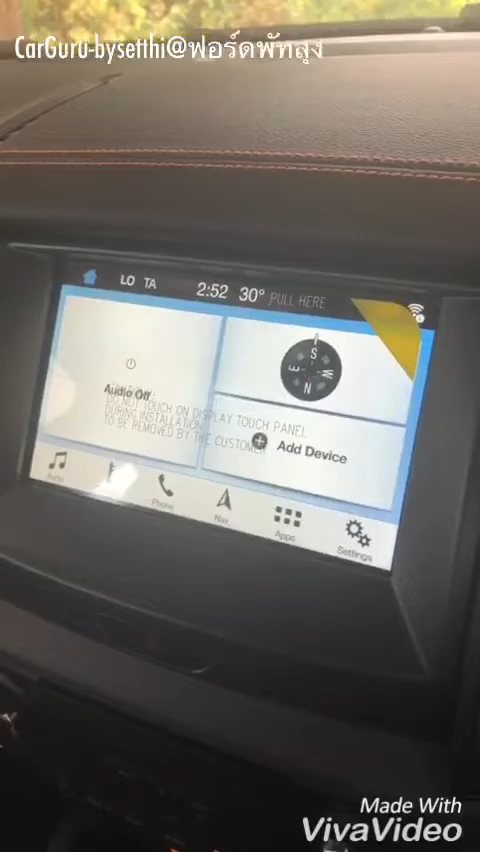 CarGuru-bysetthi@ฟอร์ดพัทลุง
LO TA 2:52 30° PULL HERE
S
E W
N
Audio Off
DO NOT TOUCH ON DISPLAY TOUCH PANEL
DURING INSTALLATION
TO BE REMOVED BY THE CUSTOMER
Add Device
Audio
Phone
Nav
Apps
Settings
Made With
VivaVideo